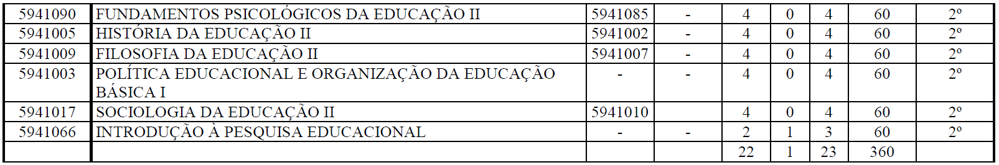 5941090 FUNDAMENTOS PSICOLÓGICOS DA EDUCAÇÃO II 5941085 - 4 0 4 60 2º
5941005 HISTÓRIA DA EDUCAÇÃO II 5941002 - 4 0 4 60 2º
5941009 FILOSOFIA DA EDUCAÇÃO II 5941007 - 4 0 4 60 2º
5941003 POLÍTICA EDUCACIONAL E ORGANIZAÇÃO DA EDUCAÇÃO - - 4 0 4 60 2º
BÁSICA I
5941017 SOCIOLOGIA DA EDUCAÇÃO II 5941010 4 0 4 60 2º
5941066 INTRODUÇÃO À PESQUISA EDUCACIONAL - - 2 1 3 60 2º
22 1 23 360